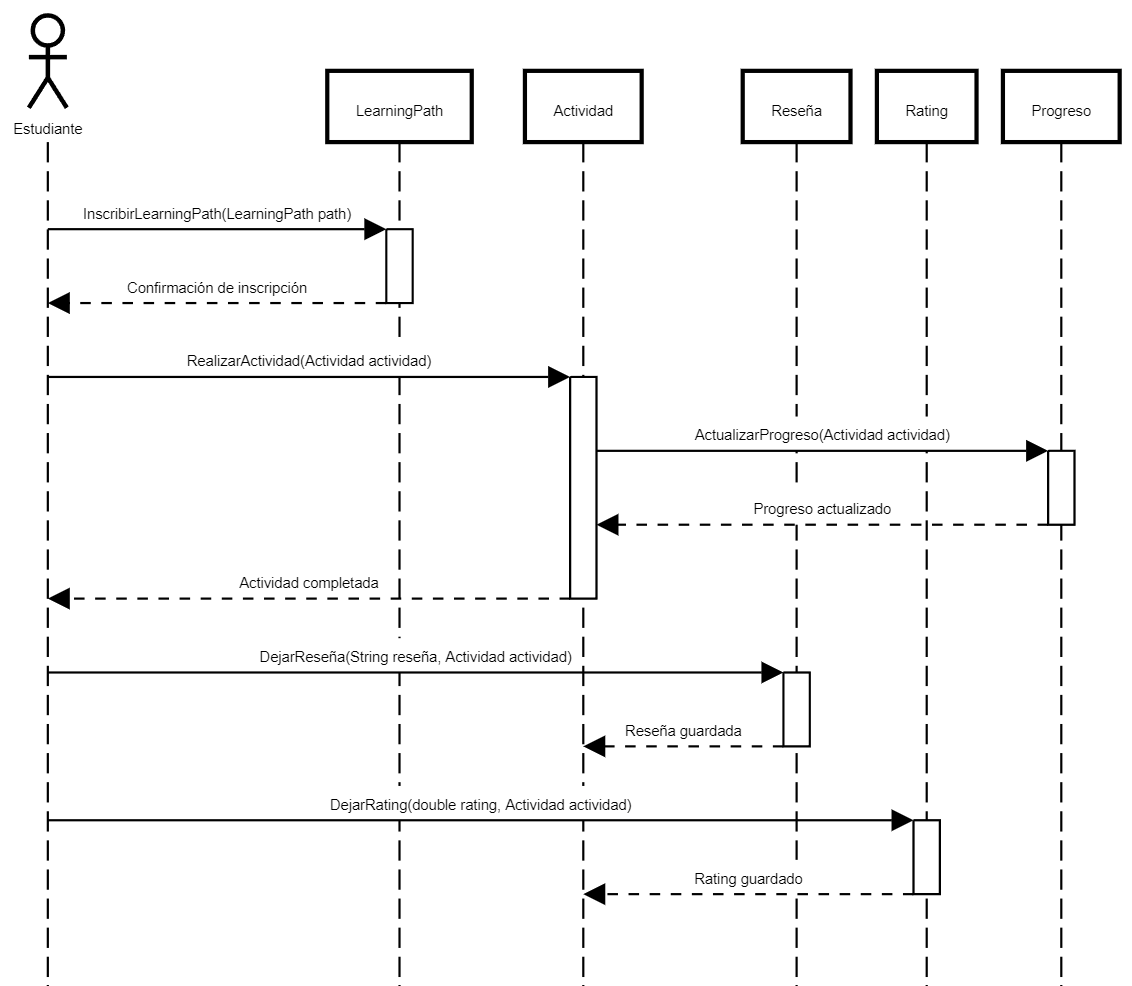 Estudiante
LearningPath
Actividad
Reseña
Rating
Progreso
InscribirLearningPath(LearningPath path)
Confirmación de inscripción
RealizarActividad(Actividad actividad)
ActualizarProgreso(Actividad actividad)
Progreso actualizado
Actividad completada
DejarReseña(String reseña, Actividad actividad)
Reseña guardada
DejarRating(double rating, Actividad actividad)
Rating guardado